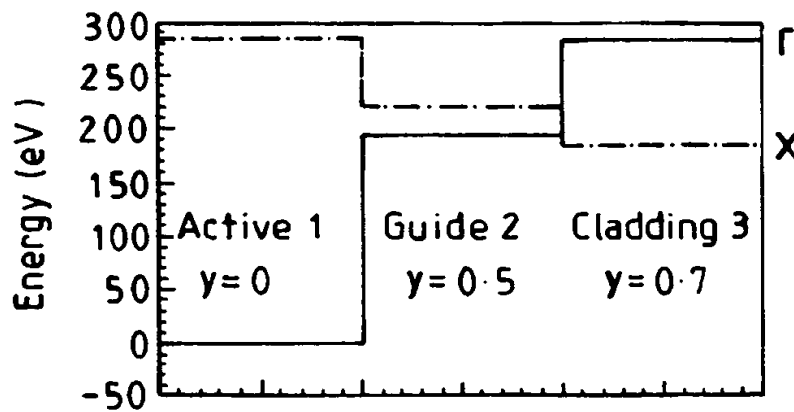 300
250
200
150
100
50
0
-50
Energy (eV)
Active 1
y=0
Guide 2
y=0·5
Cladding 3
y=0·7
Γ
X